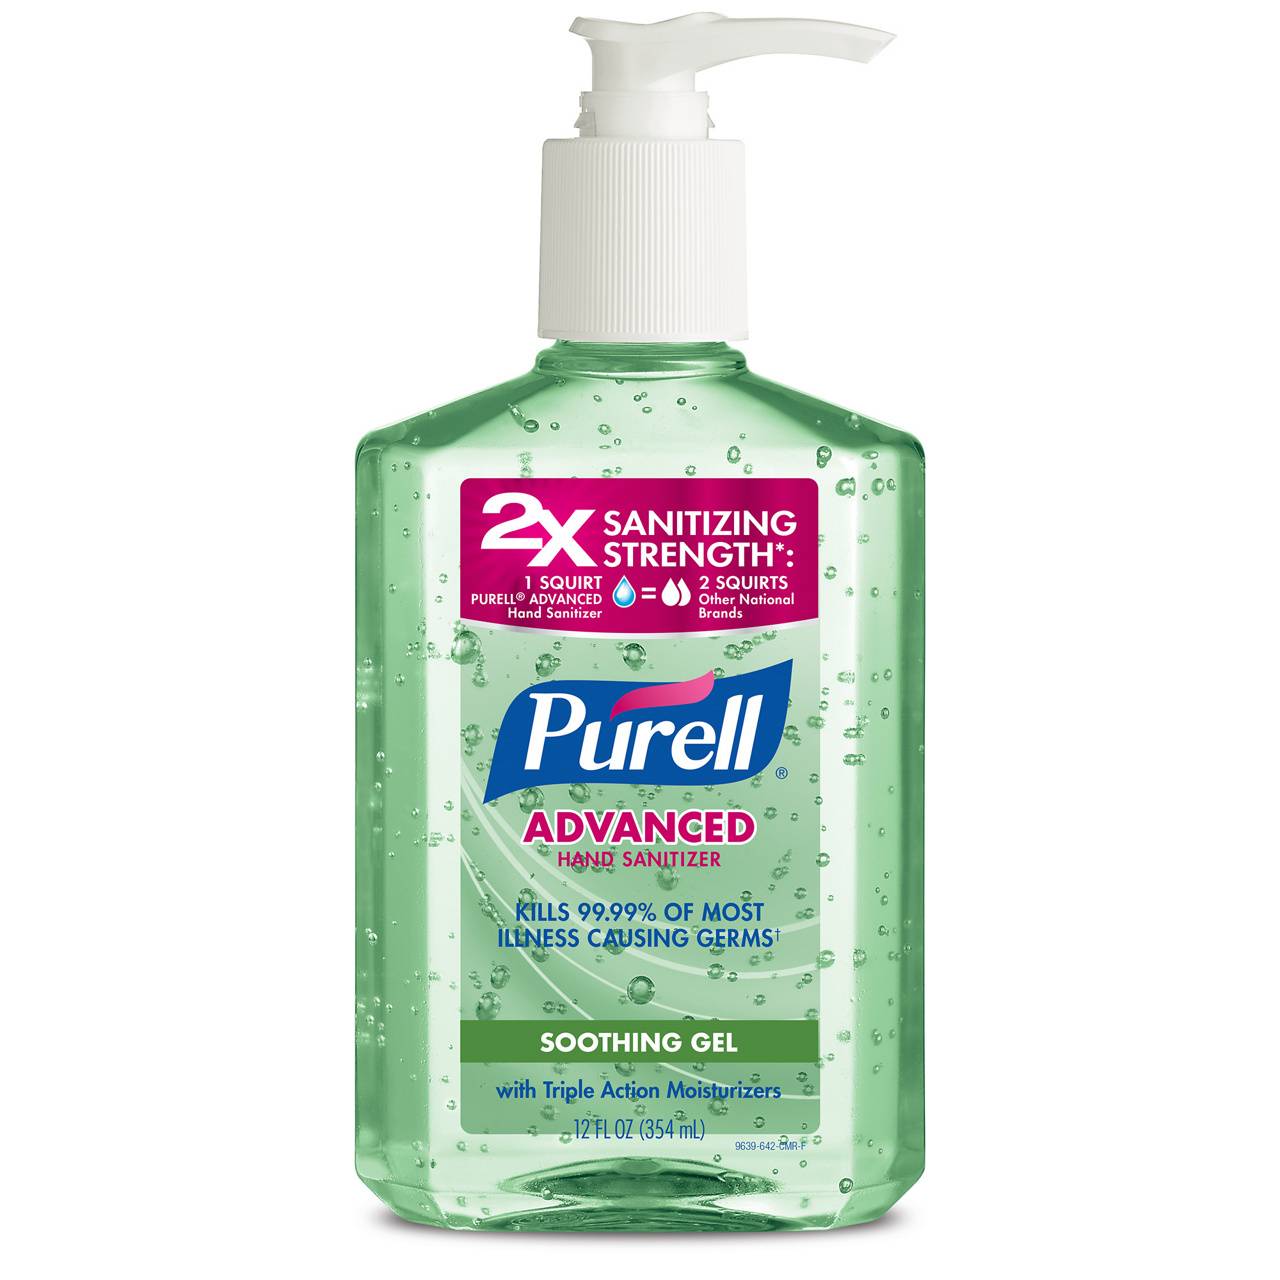 2X SANITIZING
STRENGTH*:
1 SQUIRT
PURELL® ADVANCED
Hand Sanitizer
=
2 SQUIRTS
Other National
Brands
Purell®
ADVANCED
HAND SANITIZER
KILLS 99.99% OF MOST
ILLNESS CAUSING GERMS†
SOOTHING GEL
with Triple Action Moisturizers
12 FL OZ (354 mL)
9639-642-CMR-F